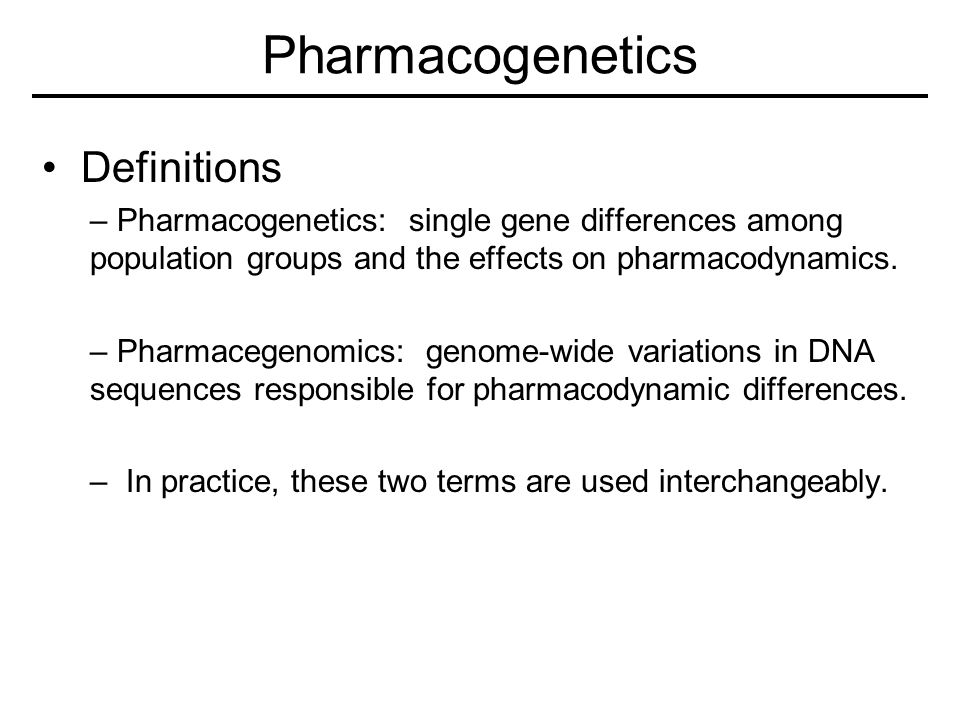 Pharmacogenetics
• Definitions
– Pharmacogenetics:  single gene differences among
population groups and the effects on pharmacodynamics.
– Pharmacegenomics:  genome-wide variations in DNA
sequences responsible for pharmacodynamic differences.
–  In practice, these two terms are used interchangeably.